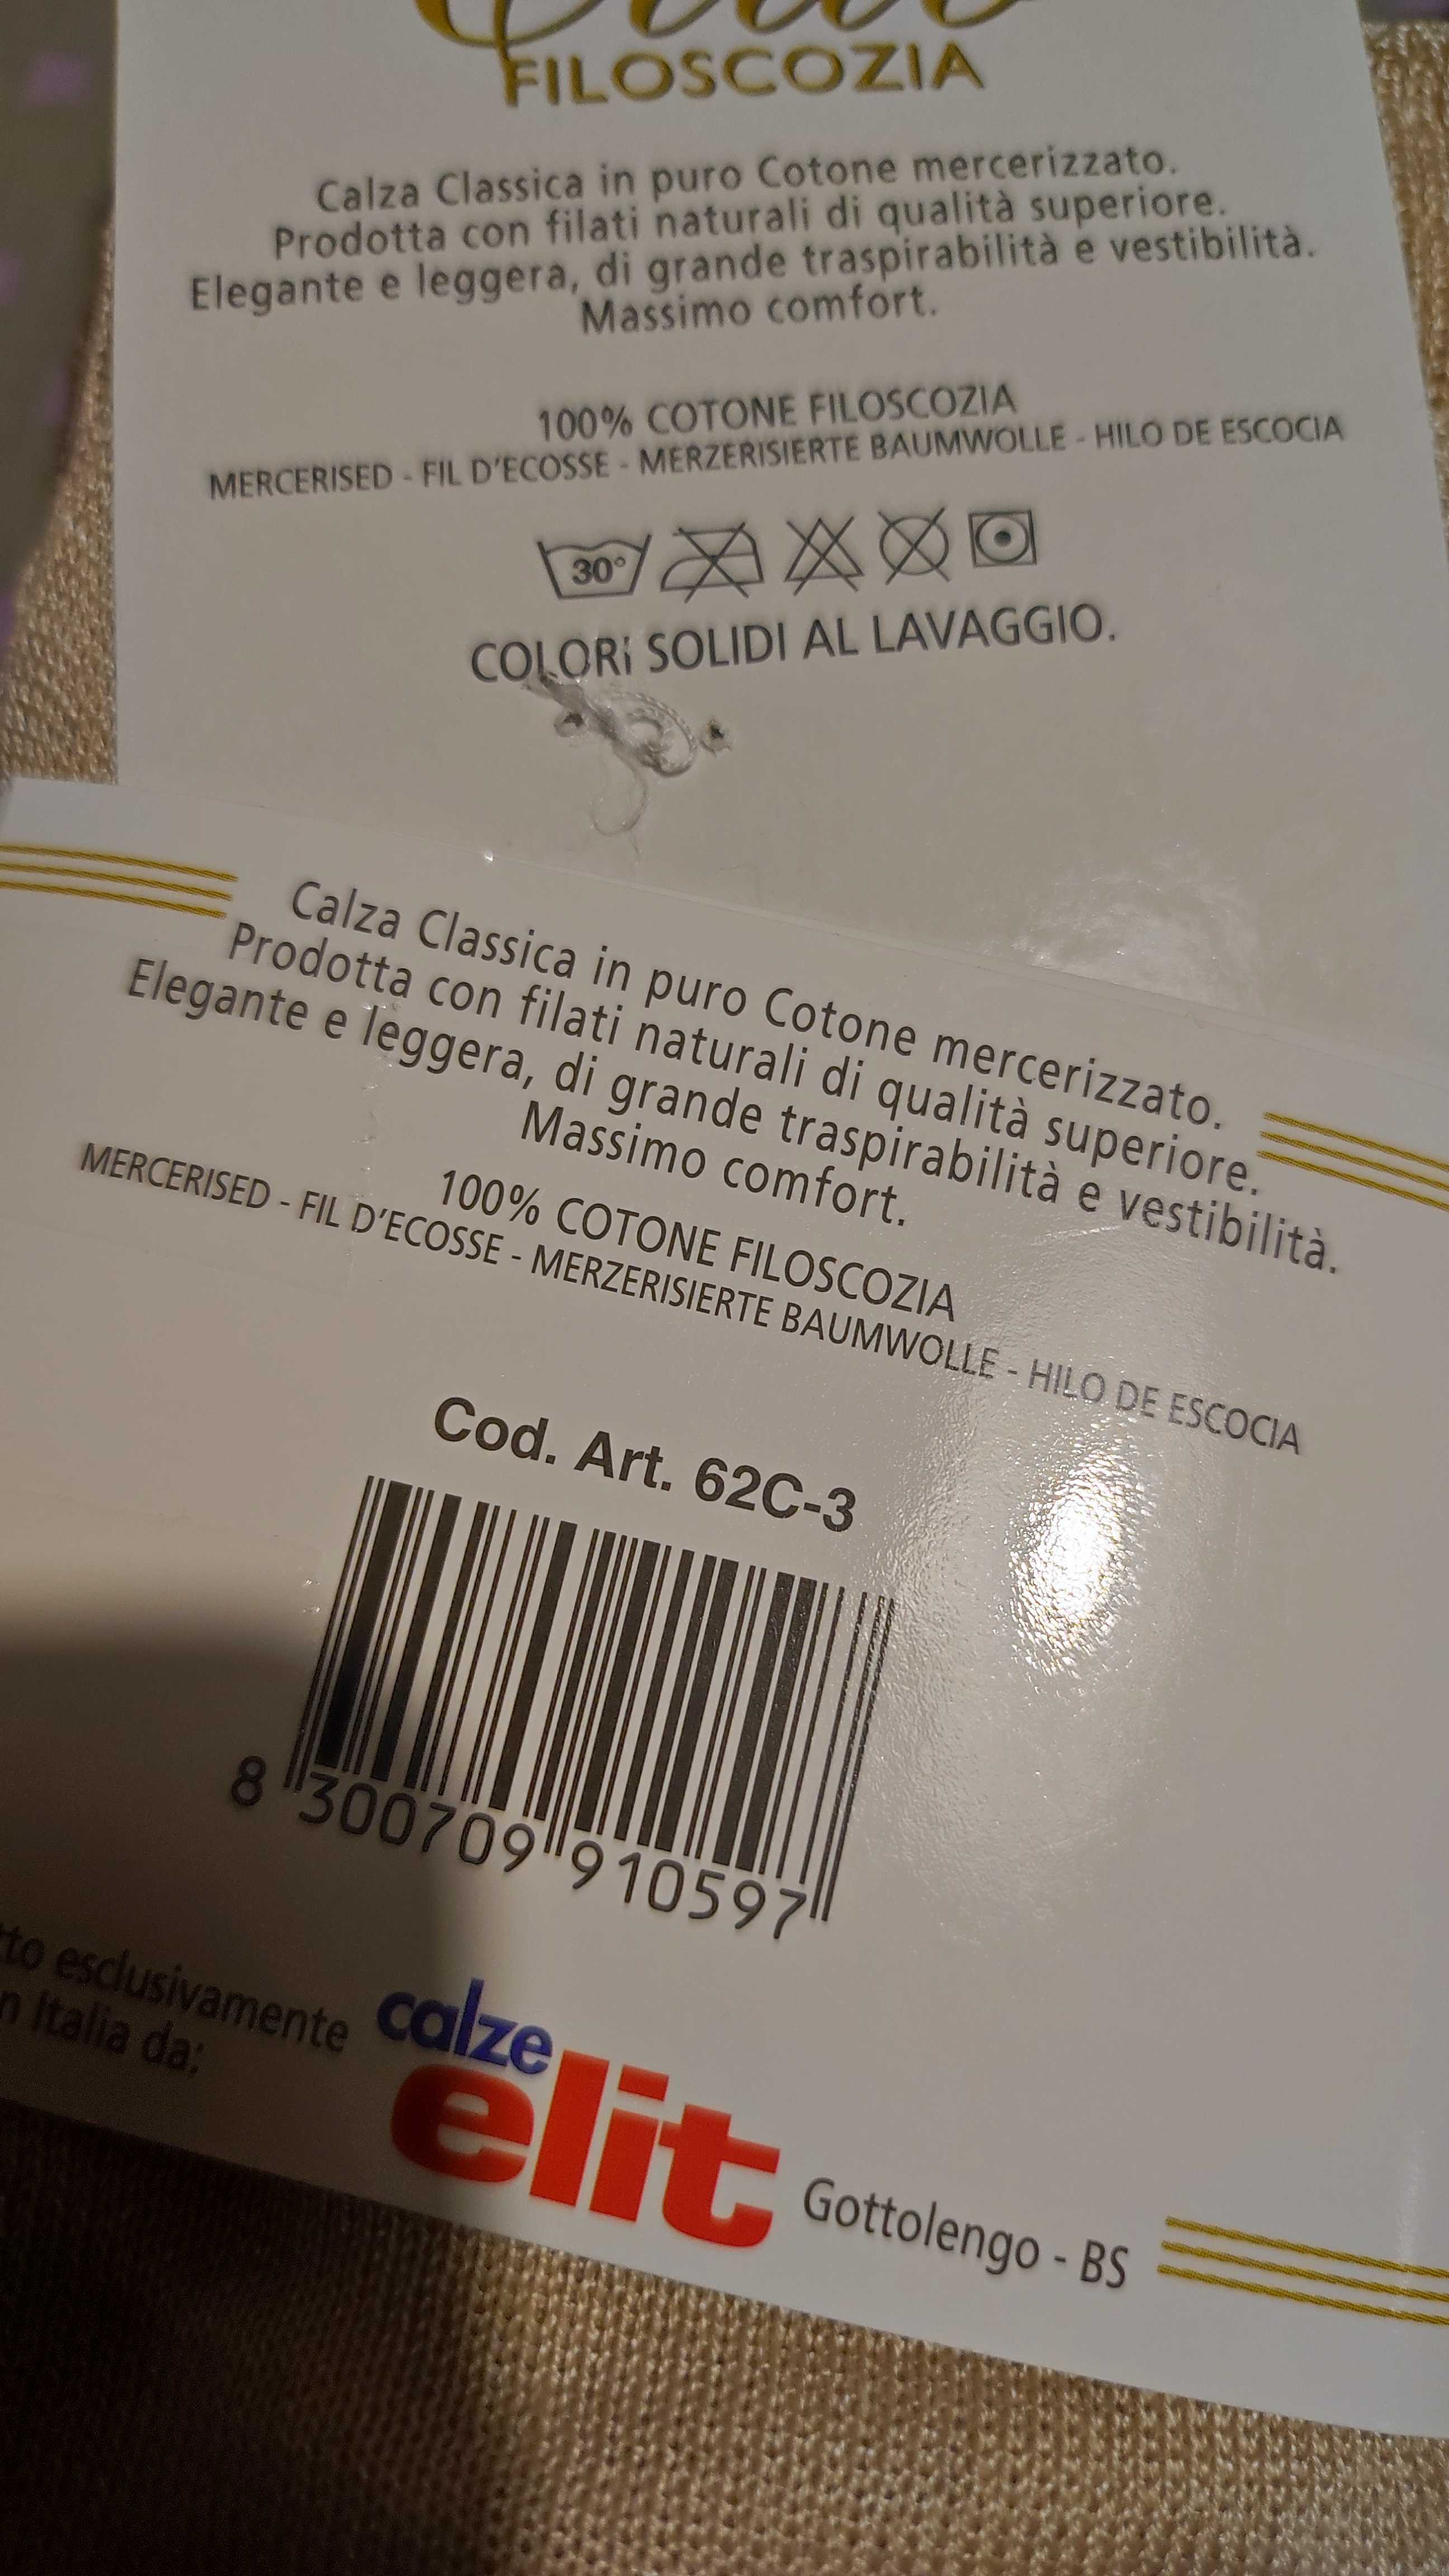 FILOSCOZIA
Calza Classica in puro Cotone mercerizzato.
Prodotta con filati naturali di qualità superiore.
Elegante e leggera, di grande traspirabilità e vestibilità.
Massimo comfort.
100% COTONE FILOSCOZIA
MERCERISED - FIL D'ECOSSE - MERZERISIERTE BAUMWOLLE - HILO DE ESCOCIA
30°
COLORi SOLIDI AL LAVAGGIO.
Calza Classica in puro Cotone mercerizzato.
Prodotta con filati naturali di qualità superiore.
Elegante e leggera, di grande traspirabilità e vestibilità.
Massimo comfort.
100% COTONE FILOSCOZIA
MERCERISED - FIL D'ECOSSE - MERZERISIERTE BAUMWOLLE - HILO DE ESCOCIA
Cod. Art. 62C-3
8 300709 910597
esclusivamente
Italia da:
calze
elit
Gottolengo - BS